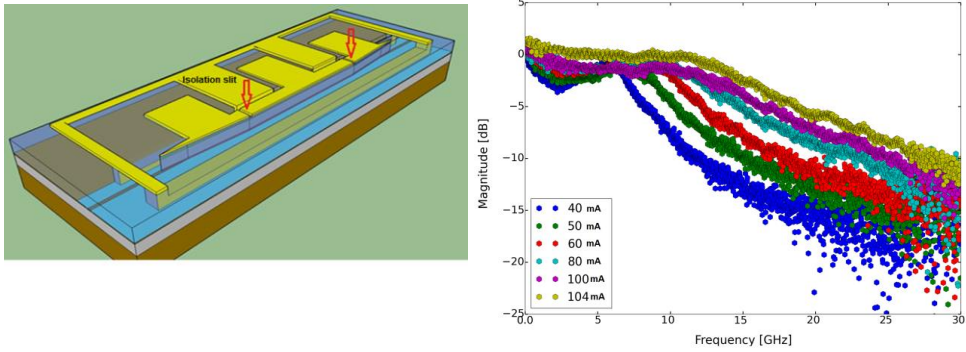 Isolation slit
Magnitude [dB]
5
0
−5
−10
−15
−20
−25
40 mA
50 mA
60 mA
80 mA
100 mA
104 mA
0.0
5
10
15
20
25
30
Frequency [GHz]